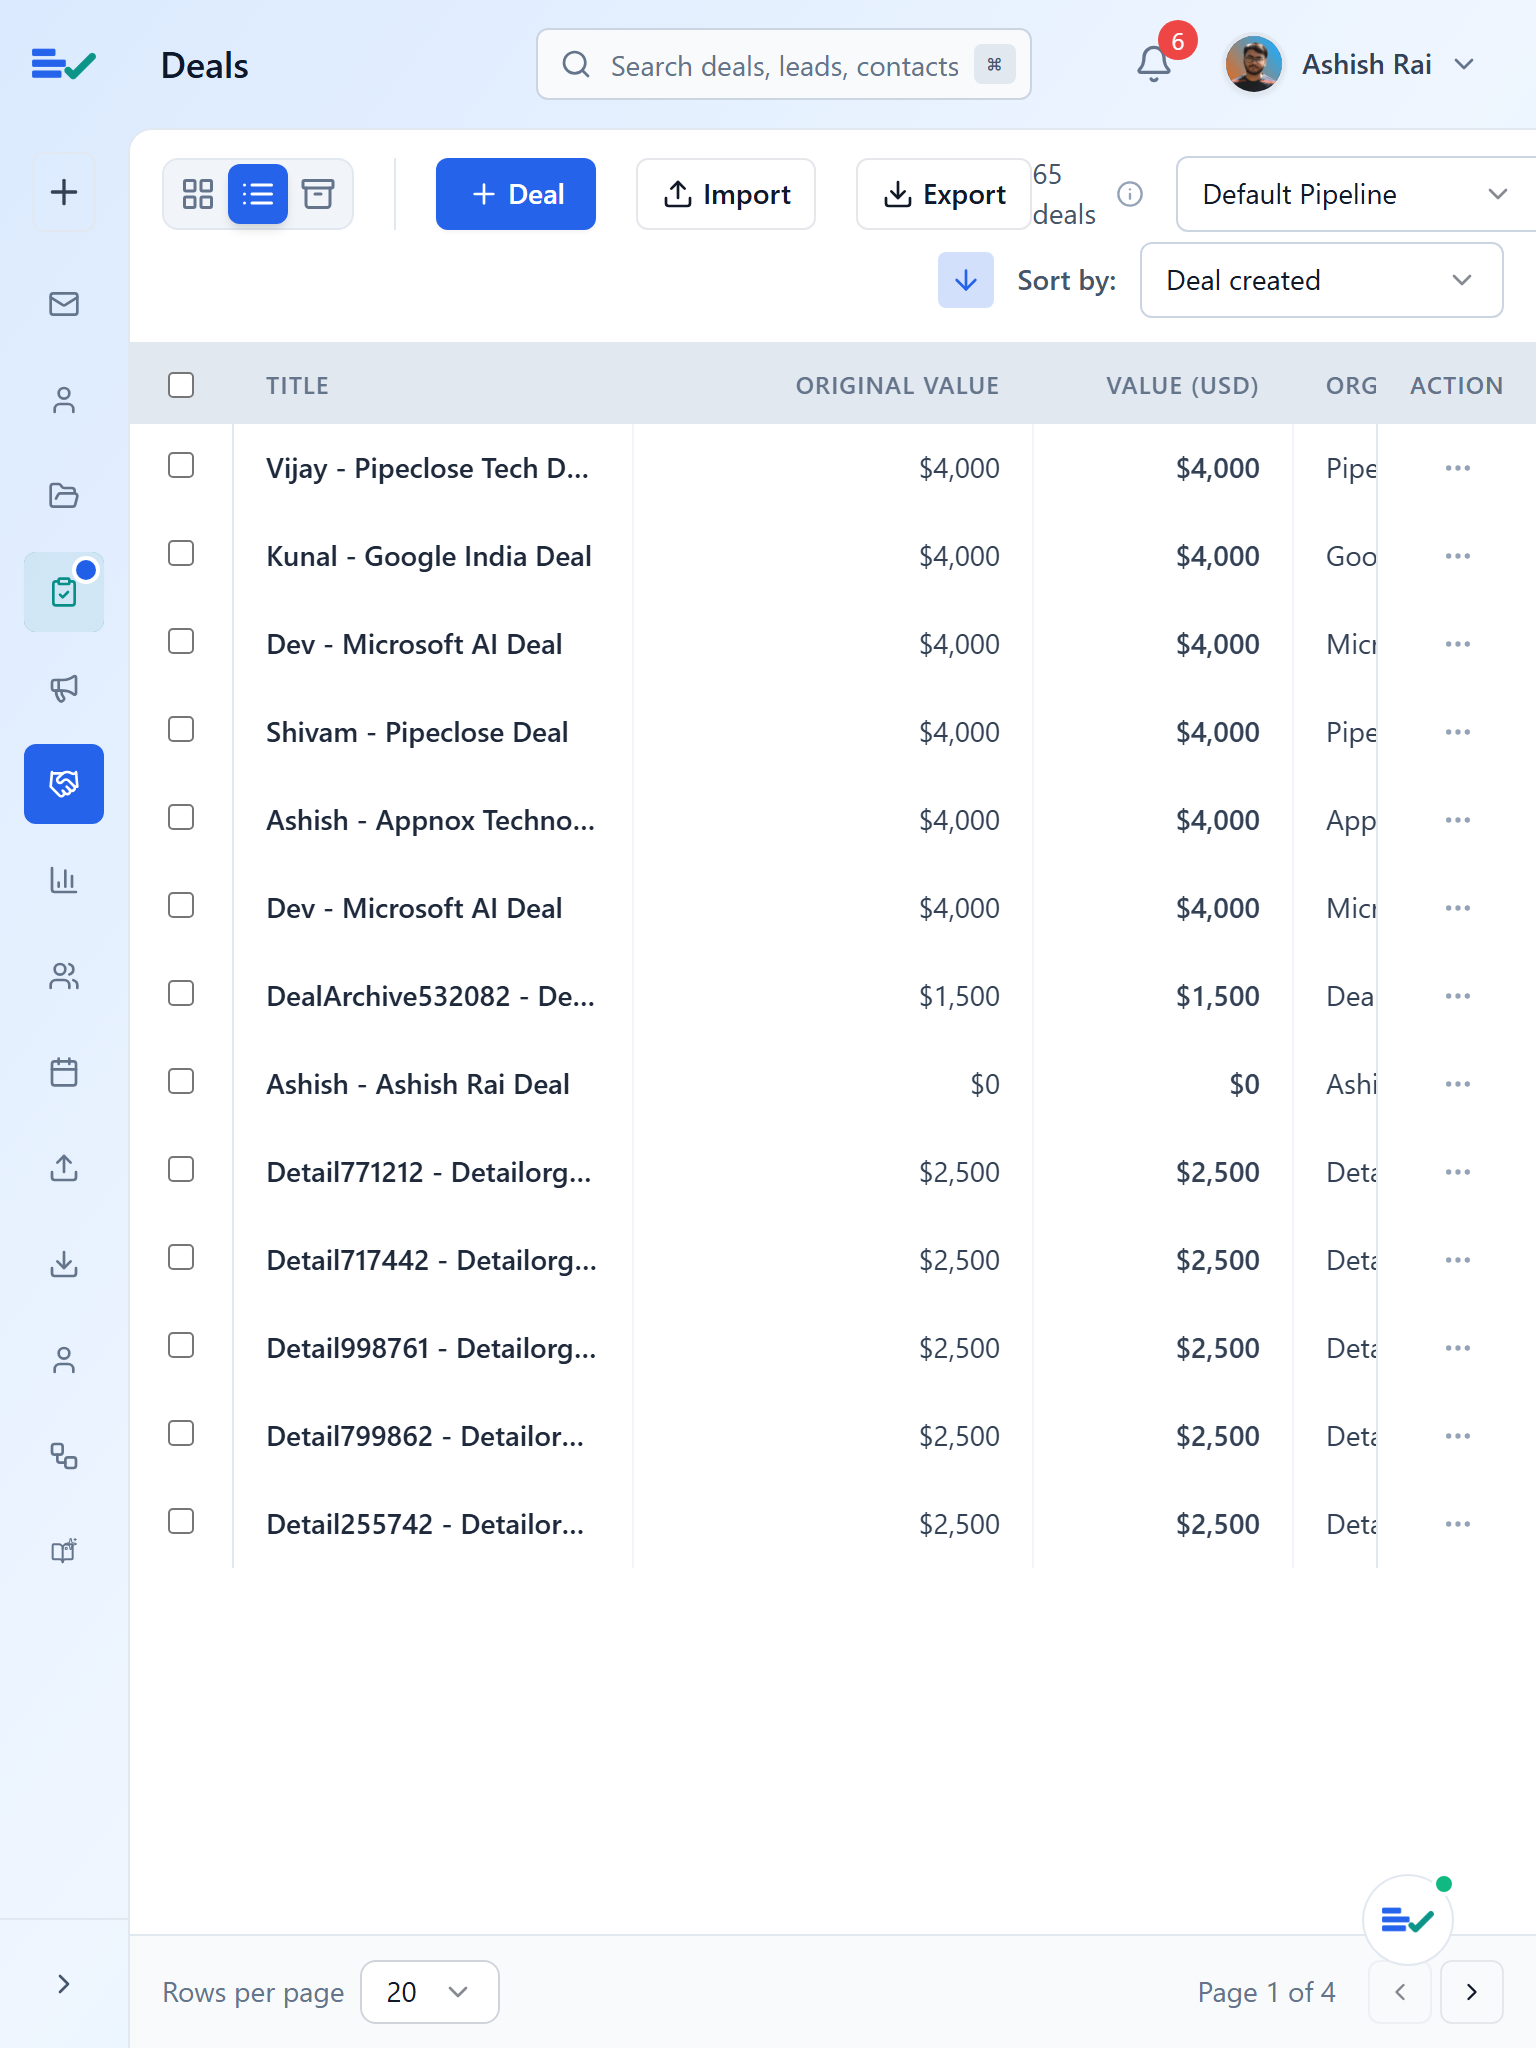 Deals
Search deals, leads, contacts
⌘
6
Ashish Rai
+ Deal
Import
Export
65 deals
Default Pipeline
Sort by:
Deal created
TITLE ORIGINAL VALUE VALUE (USD) ORG ACTION
Vijay - Pipeclose Tech D... $4,000 $4,000 Pipe
Kunal - Google India Deal $4,000 $4,000 Goo
Dev - Microsoft AI Deal $4,000 $4,000 Micr
Shivam - Pipeclose Deal $4,000 $4,000 Pipe
Ashish - Appnox Techno... $4,000 $4,000 App
Dev - Microsoft AI Deal $4,000 $4,000 Micr
DealArchive532082 - De... $1,500 $1,500 Dea
Ashish - Ashish Rai Deal $0 $0 Ashi
Detail771212 - Detailorg... $2,500 $2,500 Deta
Detail717442 - Detailorg... $2,500 $2,500 Deta
Detail998761 - Detailorg... $2,500 $2,500 Deta
Detail799862 - Detailor... $2,500 $2,500 Deta
Detail255742 - Detailor... $2,500 $2,500 Deta
Rows per page 20 Page 1 of 4